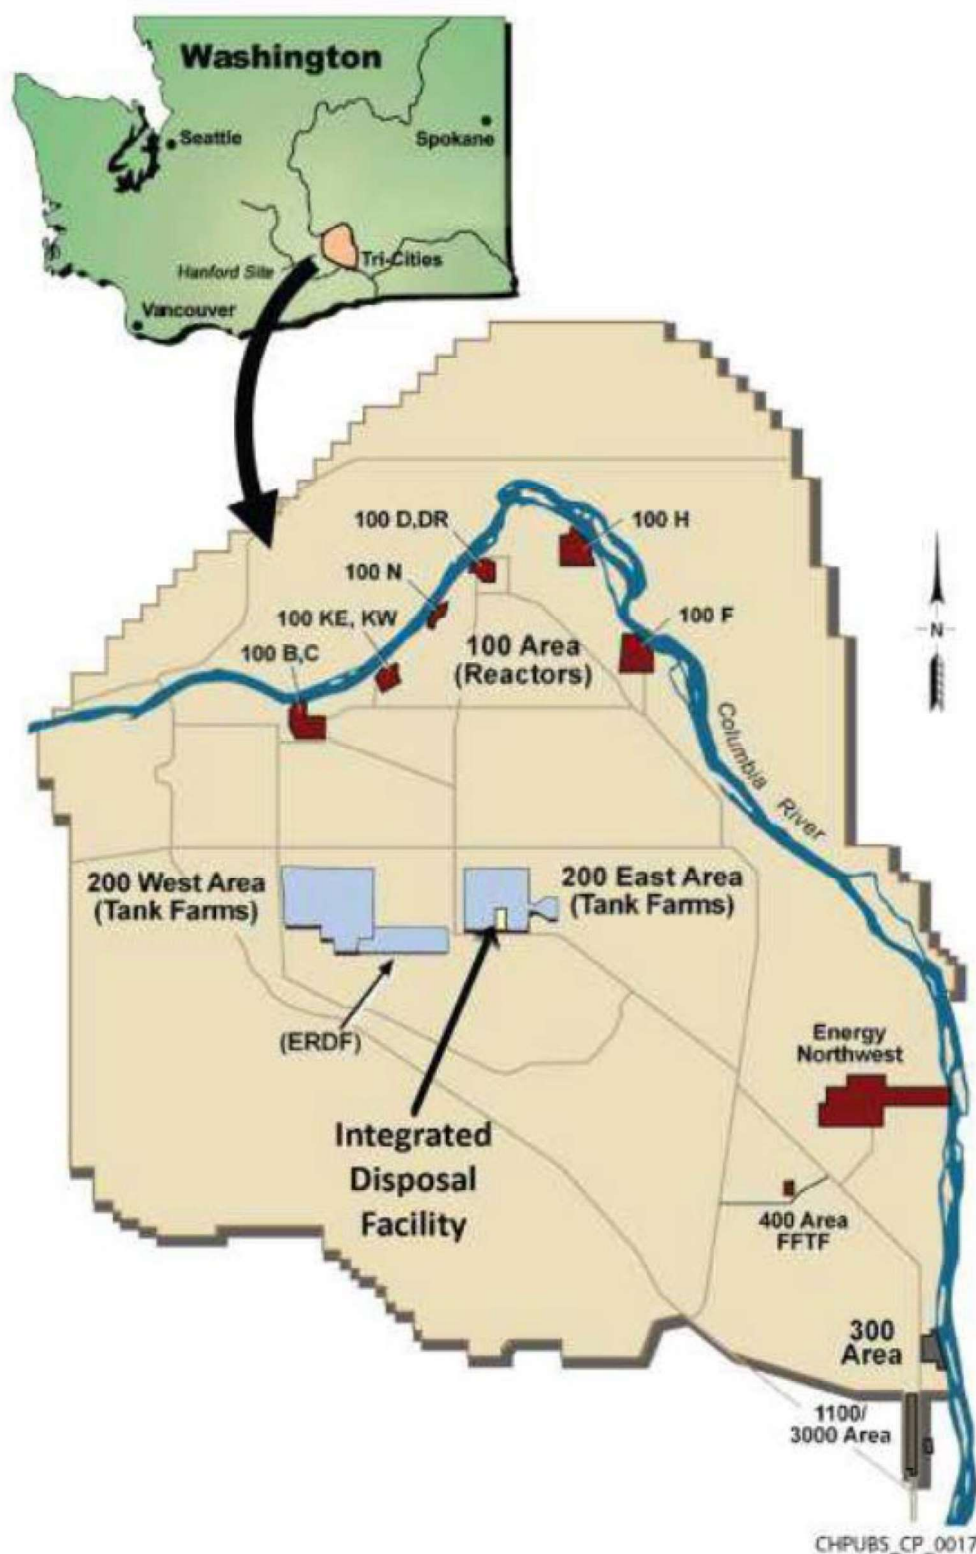 Washington
Seattle
Spokane
Hanford Site
Tri-Cities
Vancouver
100 D,DR
100 H
100 N
100 KE, KW
100 F
100 B,C
100 Area
(Reactors)
N
Columbia River
200 West Area
(Tank Farms)
200 East Area
(Tank Farms)
(ERDF)
Energy
Northwest
Integrated
Disposal
Facility
400 Area
FFTF
300
Area
1100/
3000 Area
CHPUBS_CP_0017